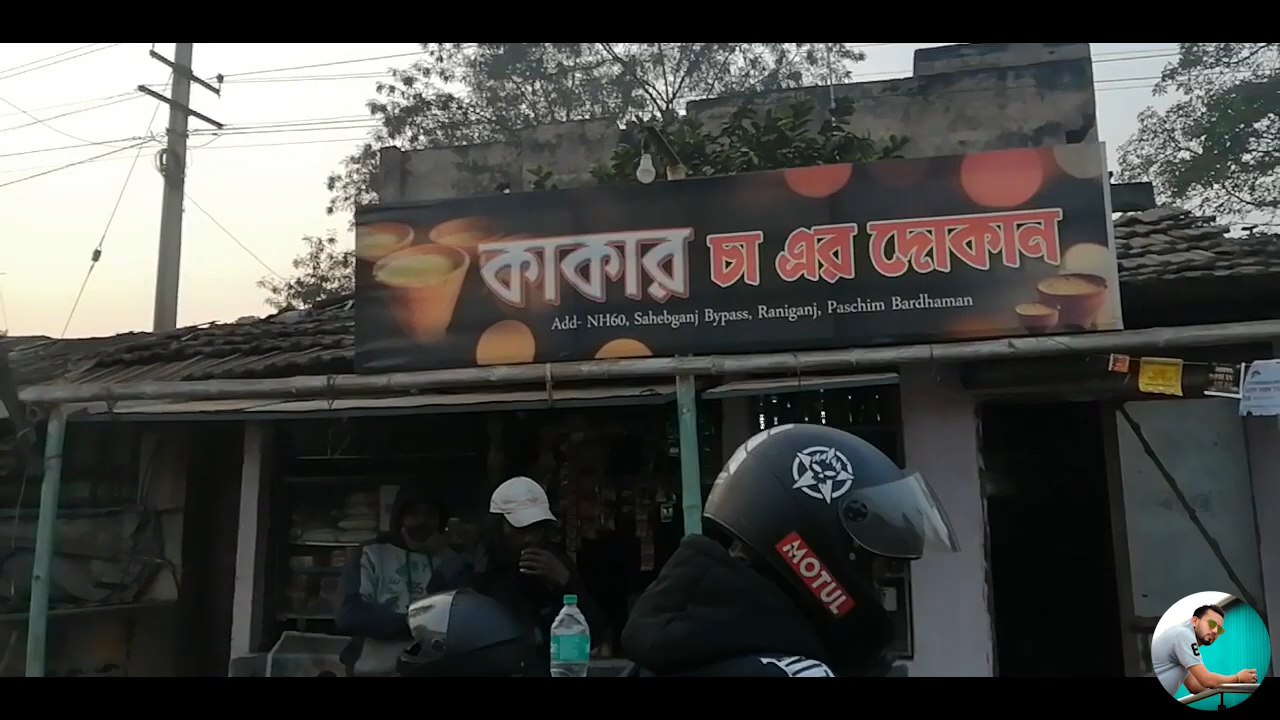 কাকার চা এর দোকান
Add- NH60, Sahebganj Bypass, Raniganj, Paschim Bardhaman
MOTUL